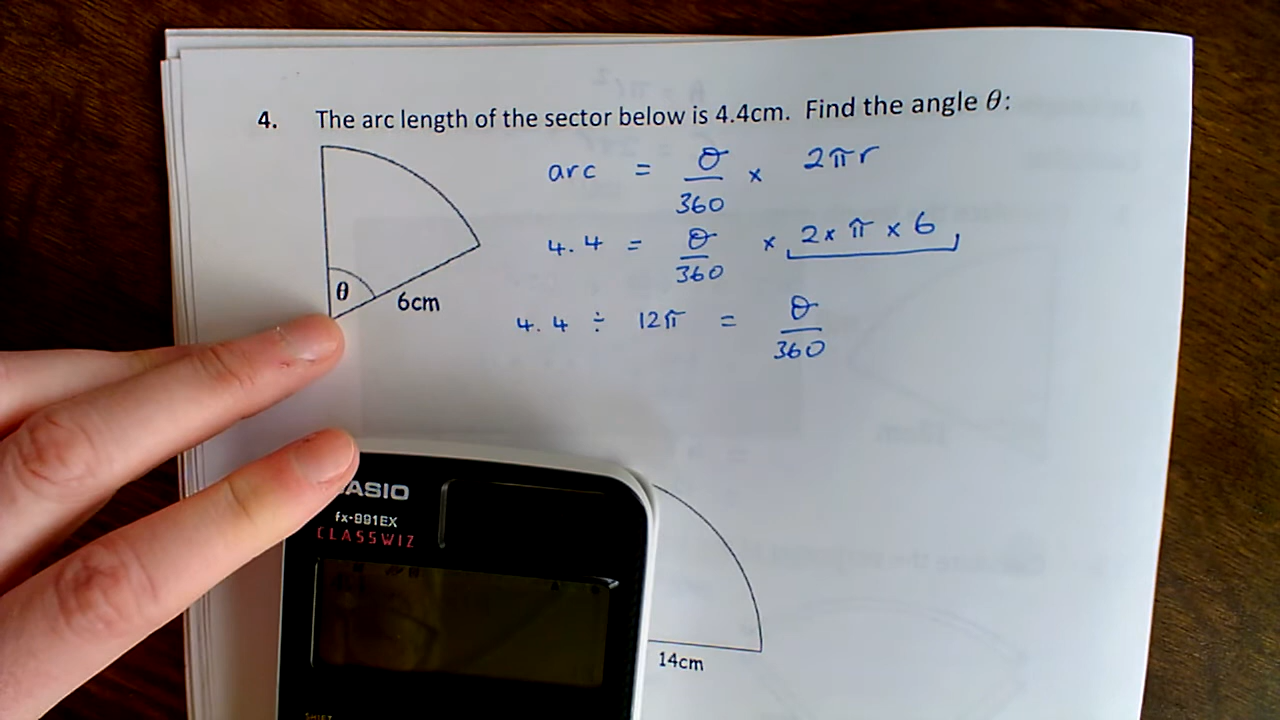 4. The arc length of the sector below is 4.4cm. Find the angle θ:
arc = θ/360 × 2πr
4.4 = θ/360 × 2 × π × 6
θ
6cm
4.4 ÷ 12π = θ/360
CASIO
fx-991EX
CLASSWIZ
14cm
SHIFT